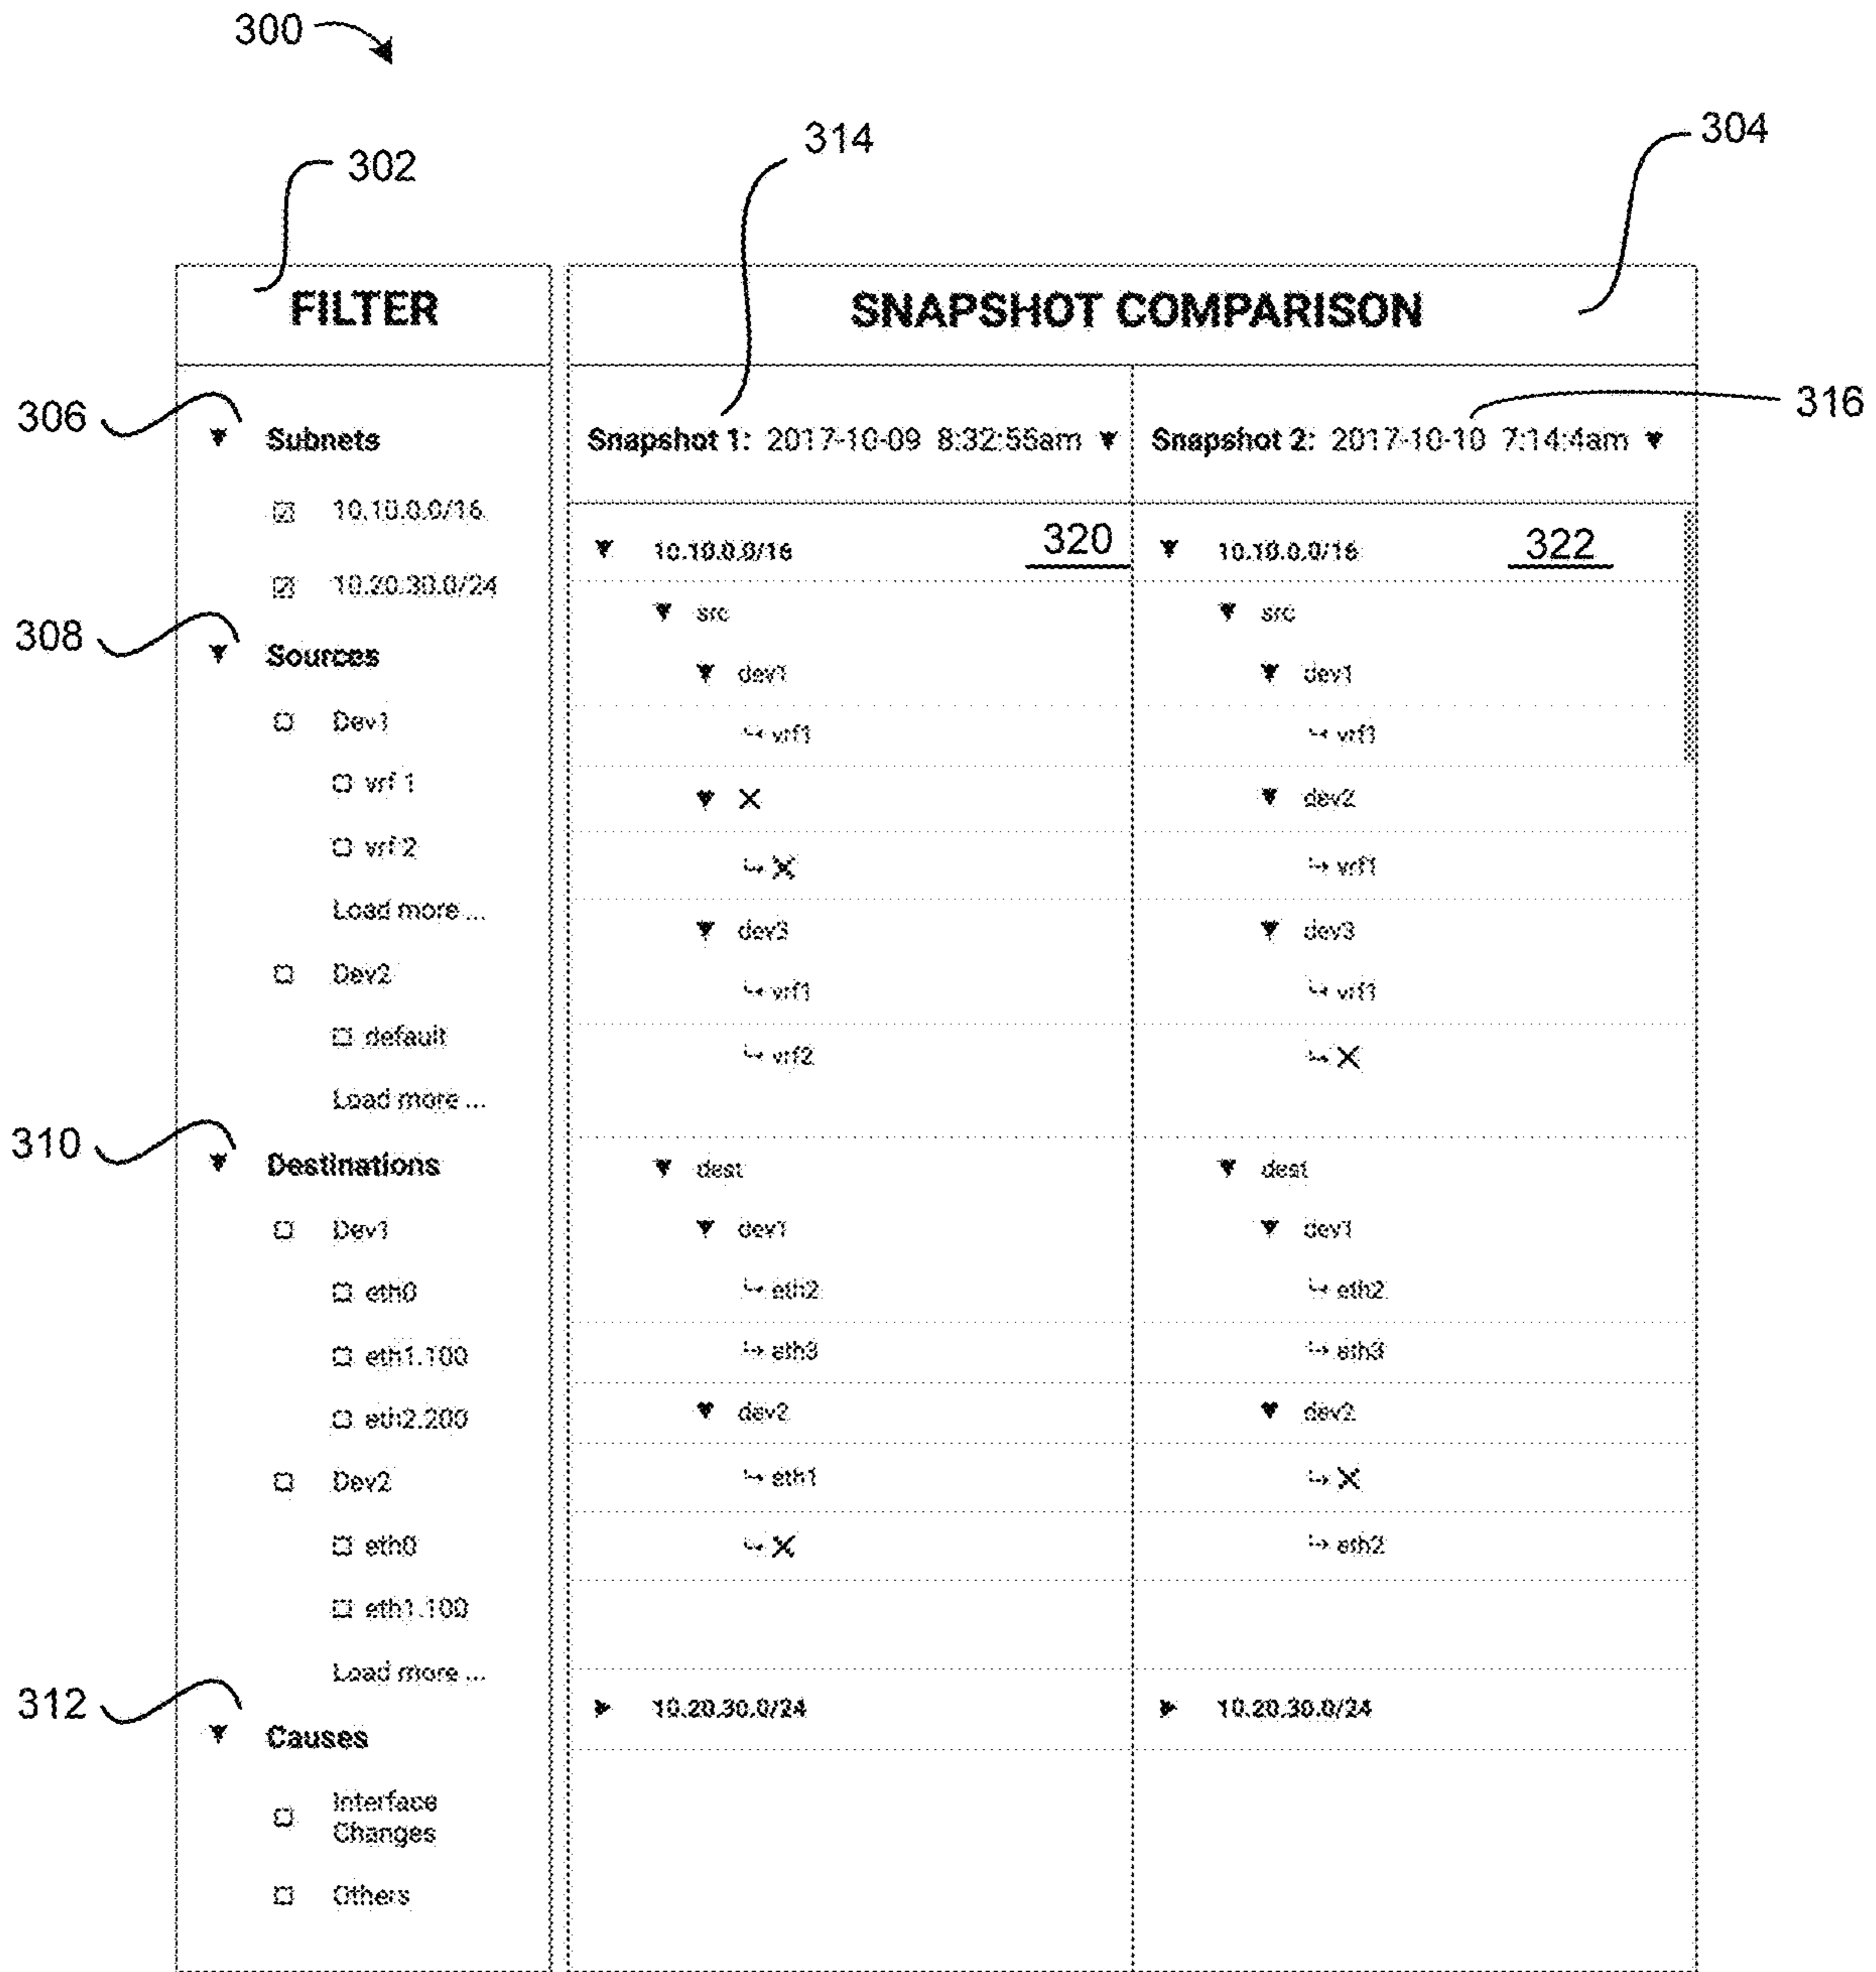 300
302
314
304
FILTER
SNAPSHOT COMPARISON
306
308
310
312
316
Subnets
10.10.0.0/16
10.20.30.0/24
Sources
Dev1
vrf 1
vrf 2
Load more ...
Dev2
default
Load more ...
Destinations
Dev1
eth0
eth1.100
eth2.200
Dev2
eth0
eth1.100
Load more ...
Causes
Interface
Changes
Others
Snapshot 1: 2017-10-09 8:32:55am
10.10.0.0/16 320
src
dev1
vrf1
X
X
dev3
vrf1
vrf2
dest
dev1
eth2
eth3
dev2
eth1
X
10.20.30.0/24
Snapshot 2: 2017-10-10 7:14:4am
10.10.0.0/16 322
src
dev1
vrf1
dev2
vrf1
dev3
vrf1
X
dest
dev1
eth2
eth3
dev2
X
eth2
10.20.30.0/24